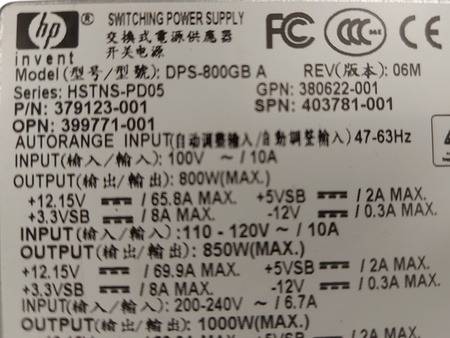 hp
invent
SWITCHING POWER SUPPLY
交換式電源供應器
开关电源
FC CCC CE
Model(型号/型號): DPS-800GB A REV(版本): 06M
Series: HSTNS-PD05 GPN: 380622-001
P/N: 379123-001 SPN: 403781-001
OPN: 399771-001
AUTORANGE INPUT(自动调整输入/自動調整輸入) 47-63Hz
INPUT(输入/輸入): 100V ~ / 10A
OUTPUT(输出/輸出): 800W(MAX.)
+12.15V / 65.8A MAX. +5VSB / 2A MAX.
+3.3VSB / 8A MAX. -12V / 0.3A MAX.
INPUT(输入/輸入): 110 - 120V ~ / 10A
OUTPUT(输出/輸出): 850W(MAX.)
+12.15V / 69.9A MAX. +5VSB / 2A MAX.
+3.3VSB / 8A MAX. -12V / 0.3A MAX.
INPUT(输入/輸入): 200-240V ~ / 6.7A
OUTPUT(输出/輸出): 1000W(MAX.)
2A MAX.